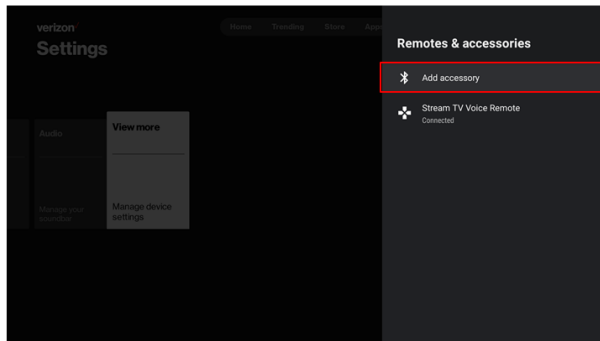 verizon
Settings
Home Trending Store Apps
Audio
Manage your
soundbar
View more
Manage device
settings
Remotes & accessories
Add accessory
Stream TV Voice Remote
Connected